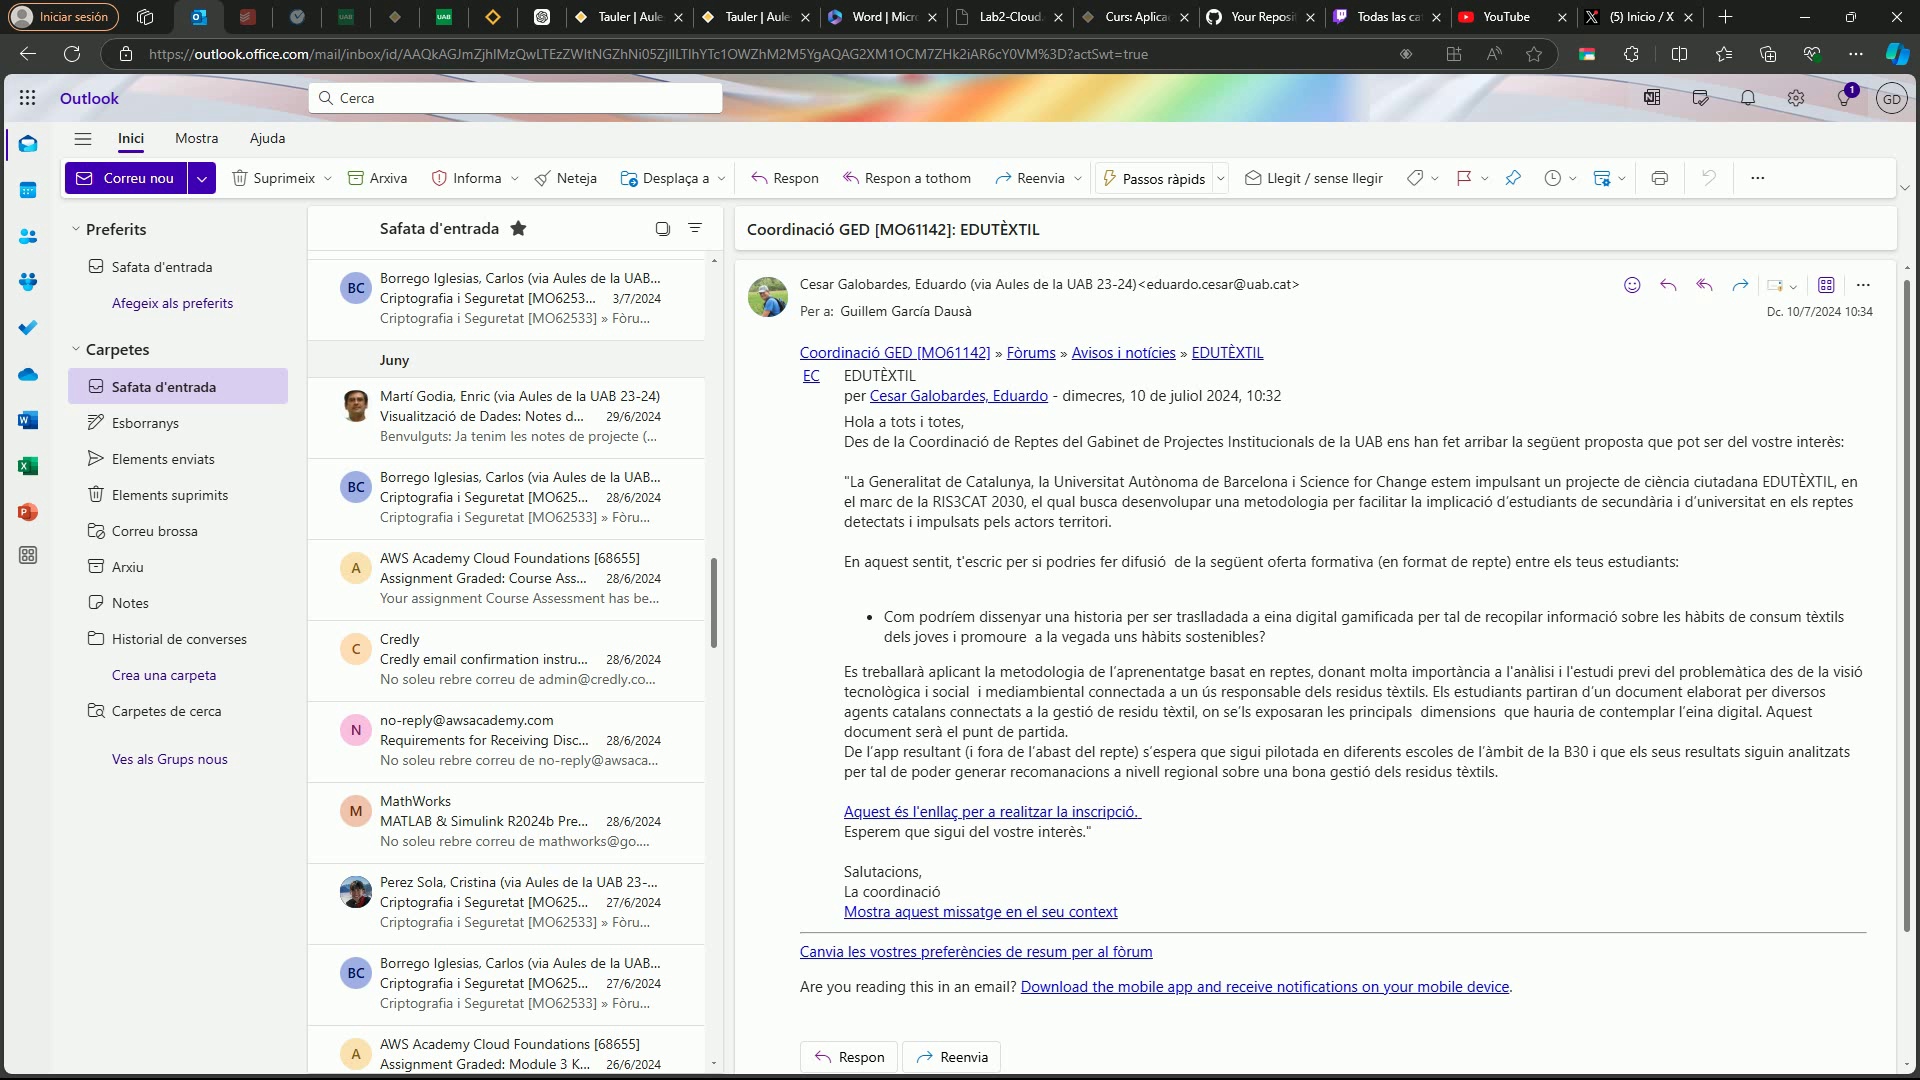 Iniciar sesión
Tauler | Aule
Tauler | Aule
Word | Micr
Lab2-Cloud
Curs: Aplica
Your Reposi
Todas las ca
YouTube
(5) Inicio / X
outlook.office.com
Outlook
Cerca
1
GD
Inici
Mostra
Ajuda
Correu nou
Suprimeix
Arxiva
Informa
Neteja
Desplaça a
Respon
Respon a tothom
Reenvia
Passos ràpids
Llegit / sense llegir
Preferits
Safata d'entrada
Afegeix als preferits
Carpetes
Safata d'entrada
Esborranys
Elements enviats
Elements suprimits
Correu brossa
Arxiu
Notes
Historial de converses
Crea una carpeta
Carpetes de cerca
Ves als Grups nous
Safata d'entrada
BC
Borrego Iglesias, Carlos (via Aules de la UAB...
Criptografia i Seguretat [MO6253... 3/7/2024
Criptografia i Seguretat [MO62533] » Fòru...
Juny
Martí Godia, Enric (via Aules de la UAB 23-24)
Visualització de Dades: Notes d... 29/6/2024
Benvulguts: Ja tenim les notes de projecte (...
BC
Borrego Iglesias, Carlos (via Aules de la UAB...
Criptografia i Seguretat [MO625... 28/6/2024
Criptografia i Seguretat [MO62533] » Fòru...
A
AWS Academy Cloud Foundations [68655]
Assignment Graded: Course Ass... 28/6/2024
Your assignment Course Assessment has be...
C
Credly
Credly email confirmation instru... 28/6/2024
No soleu rebre correu de admin@credly.co...
N
no-reply@awsacademy.com
Requirements for Receiving Disc... 28/6/2024
No soleu rebre correu de no-reply@awsaca...
M
MathWorks
MATLAB & Simulink R2024b Pre... 28/6/2024
No soleu rebre correu de mathworks@go....
Perez Sola, Cristina (via Aules de la UAB 23-...
Criptografia i Seguretat [MO625... 27/6/2024
Criptografia i Seguretat [MO62533] » Fòru...
BC
Borrego Iglesias, Carlos (via Aules de la UAB...
Criptografia i Seguretat [MO625... 27/6/2024
Criptografia i Seguretat [MO62533] » Fòru...
A
AWS Academy Cloud Foundations [68655]
Assignment Graded: Module 3 K... 26/6/2024
Coordinació GED [MO61142]: EDUTÈXTIL
Cesar Galobardes, Eduardo (via Aules de la UAB 23-24)<eduardo.cesar@uab.cat>
Per a: Guillem García Dausà
Dc. 10/7/2024 10:34
Coordinació GED [MO61142] » Fòrums » Avisos i notícies » EDUTÈXTIL
EC EDUTÈXTIL
per Cesar Galobardes, Eduardo - dimecres, 10 de juliol 2024, 10:32
Hola a tots i totes,
Des de la Coordinació de Reptes del Gabinet de Projectes Institucionals de la UAB ens han fet arribar la següent proposta que pot ser del vostre interès:
"La Generalitat de Catalunya, la Universitat Autònoma de Barcelona i Science for Change estem impulsant un projecte de ciència ciutadana EDUTÈXTIL, en
el marc de la RIS3CAT 2030, el qual busca desenvolupar una metodologia per facilitar la implicació d'estudiants de secundària i d'universitat en els reptes
detectats i impulsats pels actors territori.
En aquest sentit, t'escric per si podries fer difusió de la següent oferta formativa (en format de repte) entre els teus estudiants:
• Com podríem dissenyar una historia per ser traslladada a eina digital gamificada per tal de recopilar informació sobre les hàbits de consum tèxtils
dels joves i promoure a la vegada uns hàbits sostenibles?
Es treballarà aplicant la metodologia de l'aprenentatge basat en reptes, donant molta importància a l'anàlisi i l'estudi previ del problemàtica des de la visió
tecnològica i social i mediambiental connectada a un ús responsable dels residus tèxtils. Els estudiants partiran d'un document elaborat per diversos
agents catalans connectats a la gestió de residu tèxtil, on se'ls exposaran les principals dimensions que hauria de contemplar l'eina digital. Aquest
document serà el punt de partida.
De l'app resultant (i fora de l'abast del repte) s'espera que sigui pilotada en diferents escoles de l'àmbit de la B30 i que els seus resultats siguin analitzats
per tal de poder generar recomanacions a nivell regional sobre una bona gestió dels residus tèxtils.
Aquest és l'enllaç per a realitzar la inscripció.
Esperem que sigui del vostre interès."
Salutacions,
La coordinació
Mostra aquest missatge en el seu context
Canvia les vostres preferències de resum per al fòrum
Are you reading this in an email? Download the mobile app and receive notifications on your mobile device.
Respon
Reenvia